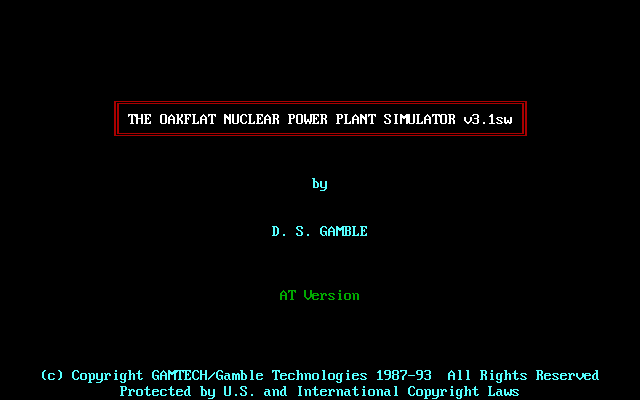 THE OAKFLAT NUCLEAR POWER PLANT SIMULATOR v3.1sw
by
D. S. GAMBLE
AT Version
(c) Copyright GAMTECH/Gamble Technologies 1987-93  All Rights Reserved
Protected by U.S. and International Copyright Laws